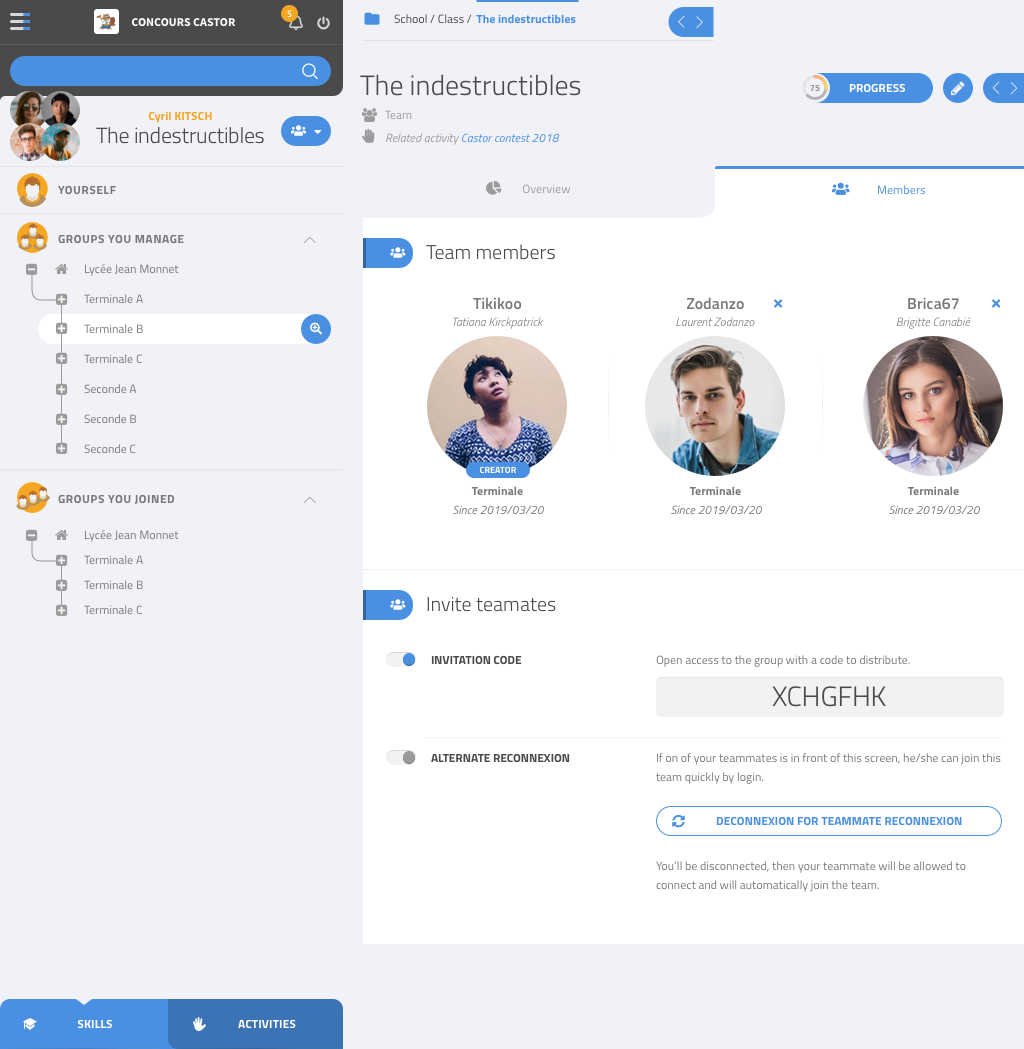 CONCOURS CASTOR
5
Cyril KITSCH
The indestructibles
YOURSELF
GROUPS YOU MANAGE
Lycée Jean Monnet
Terminale A
Terminale B
Terminale C
Seconde A
Seconde B
Seconde C
GROUPS YOU JOINED
Lycée Jean Monnet
Terminale A
Terminale B
Terminale C
SKILLS
ACTIVITIES
School / Class / The indestructibles
The indestructibles
Team
Related activity Castor contest 2018
75
PROGRESS
Overview
Members
Team members
Tikikoo
Tatiana Kirckpatrick
CREATOR
Terminale
Since 2019/03/20
Zodanzo
Laurent Zodanzo
Terminale
Since 2019/03/20
Brica67
Brigitte Canabié
Terminale
Since 2019/03/20
Invite teamates
INVITATION CODE
Open access to the group with a code to distribute.
XCHGFHK
ALTERNATE RECONNEXION
If on of your teammates is in front of this screen, he/she can join this
team quickly by login.
DECONNEXION FOR TEAMMATE RECONNEXION
You'll be disconnected, then your teammate will be allowed to
connect and will automatically join the team.